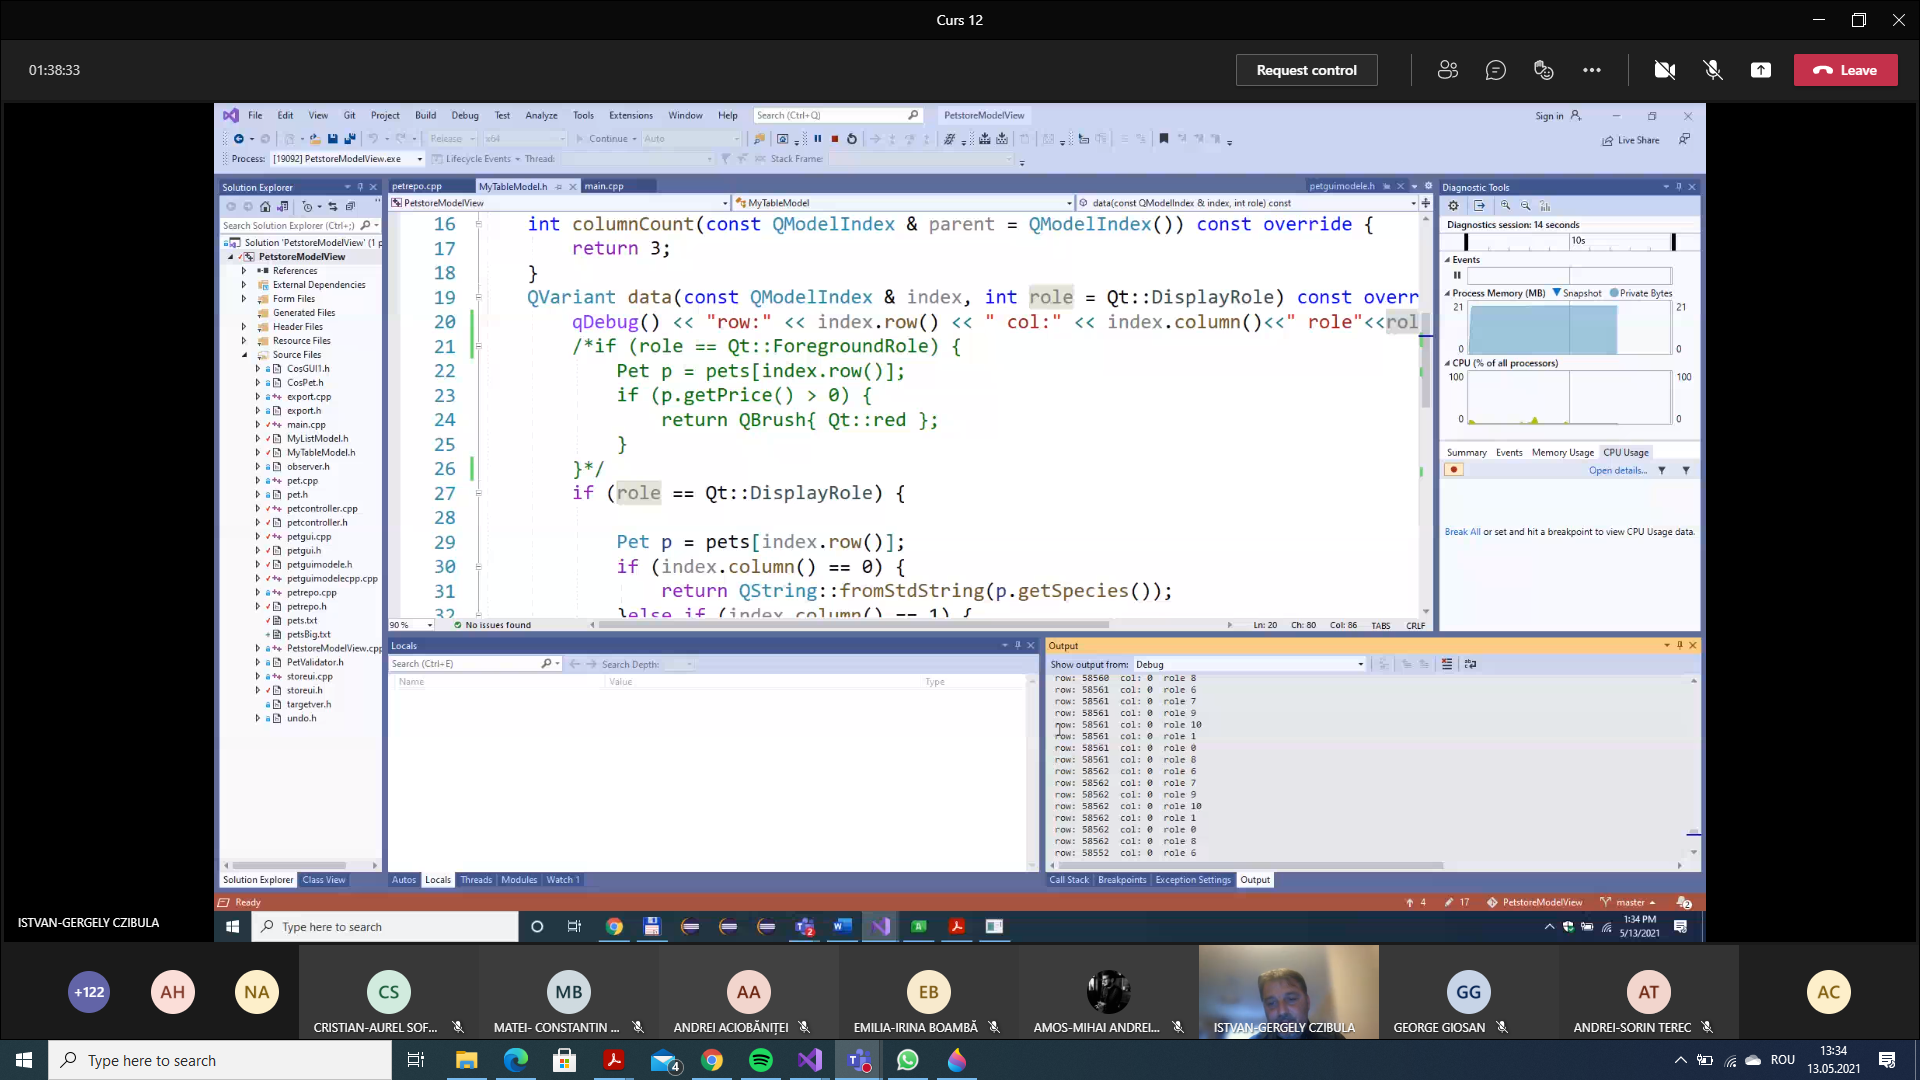 Curs 12
01:38:33
Request control
Leave
File Edit View Git Project Build Debug Test Analyze Tools Extensions Window Help Search (Ctrl+Q) PetstoreModelView Sign in
Release x64 Continue Auto Live Share
Process: [19092] PetstoreModelView.exe Lifecycle Events Thread: Stack Frame:
Solution Explorer
Search Solution Explorer (Ctrl+;)
Solution 'PetstoreModelView' (1 p
PetstoreModelView
References
External Dependencies
Form Files
Generated Files
Header Files
Resource Files
Source Files
CosGUI1.h
CosPet.h
export.cpp
export.h
main.cpp
MyListModel.h
MyTableModel.h
observer.h
pet.cpp
pet.h
petcontroller.cpp
petcontroller.h
petgui.cpp
petgui.h
petguimodele.h
petguimodelecpp.cpp
petrepo.cpp
petrepo.h
pets.txt
petsBig.txt
PetstoreModelView.cpp
PetValidator.h
storeui.cpp
storeui.h
targetver.h
undo.h
Solution Explorer Class View
petrepo.cpp MyTableModel.h main.cpp petguimodele.h
PetstoreModelView MyTableModel data(const QModelIndex & index, int role) const
16 int columnCount(const QModelIndex & parent = QModelIndex()) const override {
17 return 3;
18 }
19 QVariant data(const QModelIndex & index, int role = Qt::DisplayRole) const overr
20 qDebug() << "row:" << index.row() << " col:" << index.column()<<" role"<<rol
21 /*if (role == Qt::ForegroundRole) {
22 Pet p = pets[index.row()];
23 if (p.getPrice() > 0) {
24 return QBrush{ Qt::red };
25 }
26 }*/
27 if (role == Qt::DisplayRole) {
28
29 Pet p = pets[index.row()];
30 if (index.column() == 0) {
31 return QString::fromStdString(p.getSpecies());
32 }else if (index.column() == 1) {
90 % No issues found Ln: 20 Ch: 80 Col: 86 TABS CRLF
Diagnostic Tools
Diagnostics session: 14 seconds
10s
Events
Process Memory (MB) Snapshot Private Bytes
21 21
0 0
CPU (% of all processors)
100 100
0 0
Summary Events Memory Usage CPU Usage
Open details...
Break All or set and hit a breakpoint to view CPU Usage data.
Locals
Search (Ctrl+E) Search Depth:
Name Value Type
Autos Locals Threads Modules Watch 1
Output
Show output from: Debug
row: 58560 col: 0 role 8
row: 58561 col: 0 role 6
row: 58561 col: 0 role 7
row: 58561 col: 0 role 9
row: 58561 col: 0 role 10
row: 58561 col: 0 role 1
row: 58561 col: 0 role 0
row: 58561 col: 0 role 8
row: 58562 col: 0 role 6
row: 58562 col: 0 role 7
row: 58562 col: 0 role 9
row: 58562 col: 0 role 10
row: 58562 col: 0 role 1
row: 58562 col: 0 role 0
row: 58562 col: 0 role 8
row: 58552 col: 0 role 6
Call Stack Breakpoints Exception Settings Output
Ready 4 17 PetstoreModelView master 2
ISTVAN-GERGELY CZIBULA
Type here to search 1:34 PM
5/13/2021
+122 AH NA CS MB AA EB GG AT AC
CRISTIAN-AUREL SOF... MATEI- CONSTANTIN ... ANDREI ACIOBĂNIȚEI EMILIA-IRINA BOAMBĂ AMOS-MIHAI ANDREI... ISTVAN-GERGELY CZIBULA GEORGE GIOSAN ANDREI-SORIN TEREC
Type here to search 4 ROU 13:34
13.05.2021